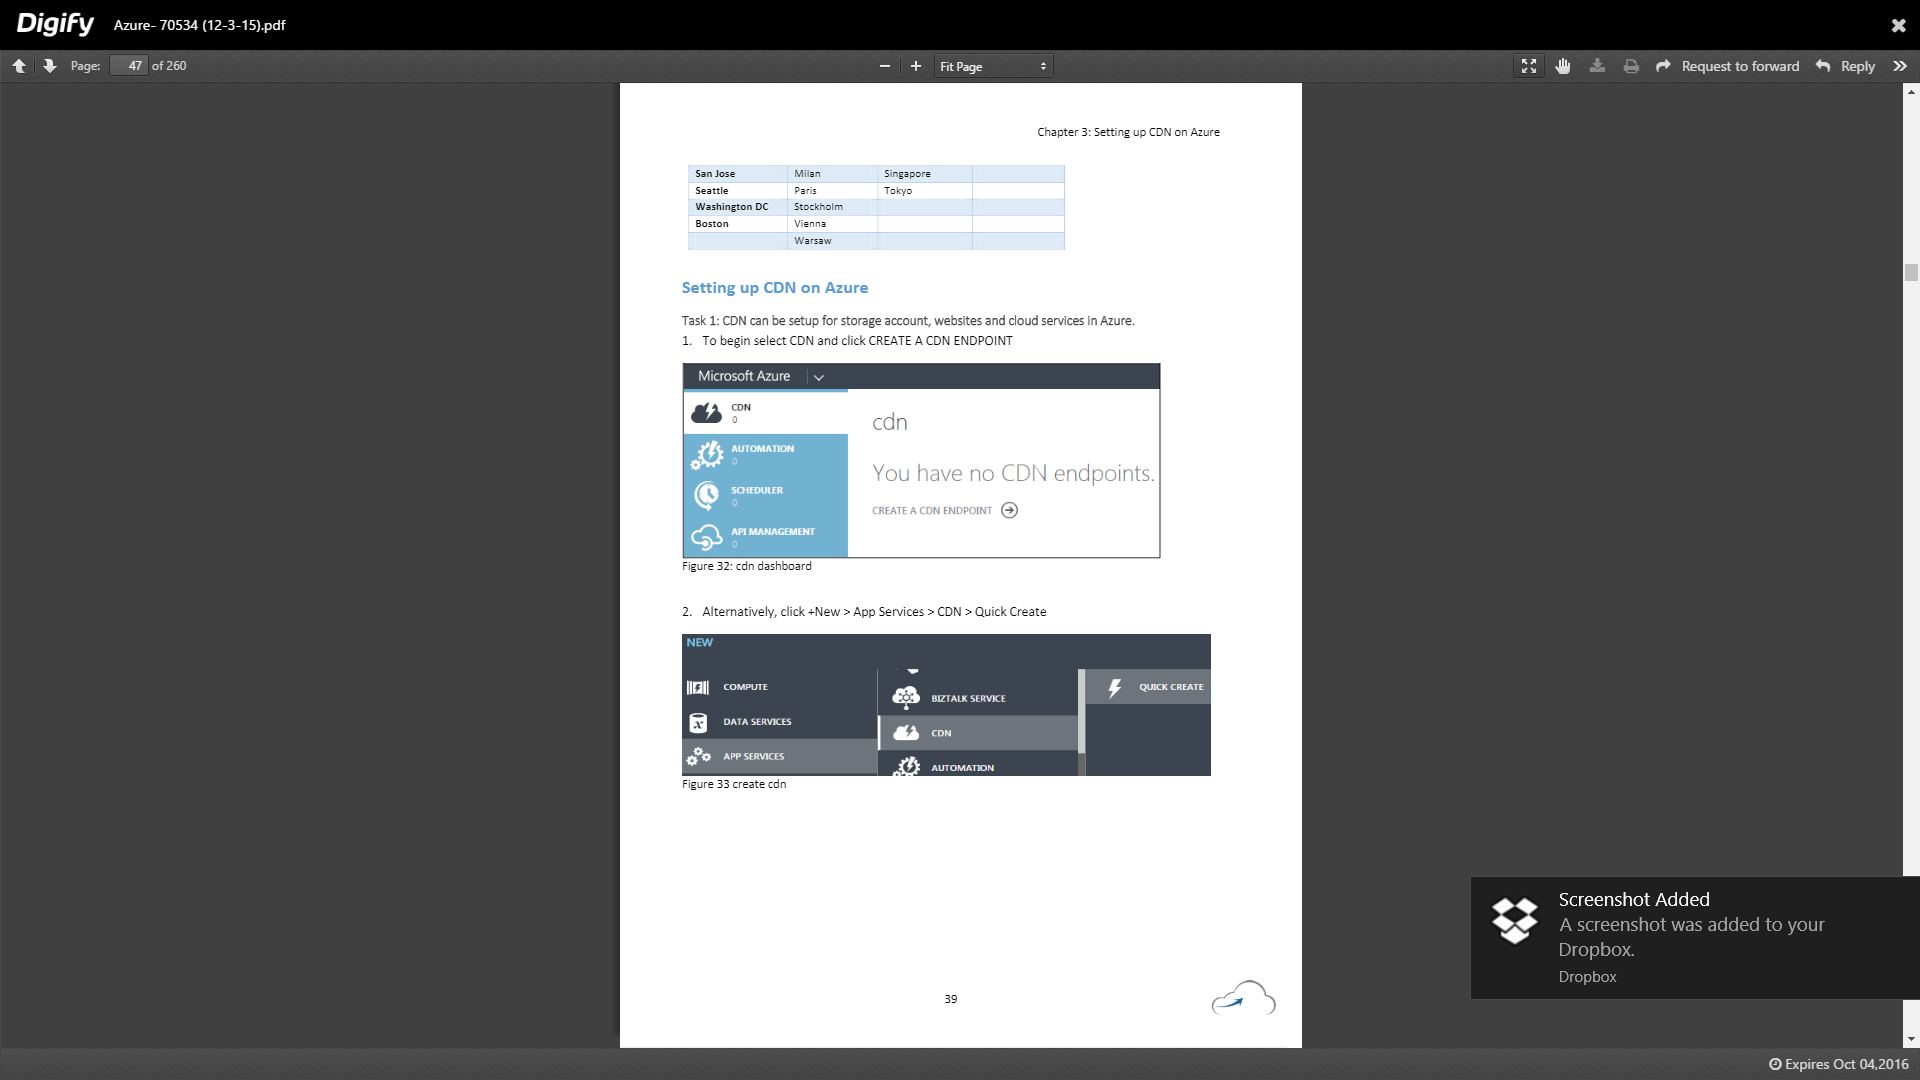 Digify Azure- 70534 (12-3-15).pdf
Page: 47 of 260 Fit Page Request to forward Reply
Chapter 3: Setting up CDN on Azure
San Jose Milan Singapore
Seattle Paris Tokyo
Washington DC Stockholm
Boston Vienna
Warsaw
Setting up CDN on Azure
Task 1: CDN can be setup for storage account, websites and cloud services in Azure.
1. To begin select CDN and click CREATE A CDN ENDPOINT
Microsoft Azure
CDN
0
AUTOMATION
0
SCHEDULER
0
API MANAGEMENT
0
cdn
You have no CDN endpoints.
CREATE A CDN ENDPOINT
Figure 32: cdn dashboard
2. Alternatively, click +New > App Services > CDN > Quick Create
NEW
COMPUTE
DATA SERVICES
APP SERVICES
BIZTALK SERVICE
CDN
AUTOMATION
QUICK CREATE
Figure 33 create cdn
39
Screenshot Added
A screenshot was added to your
Dropbox.
Dropbox
Expires Oct 04,2016